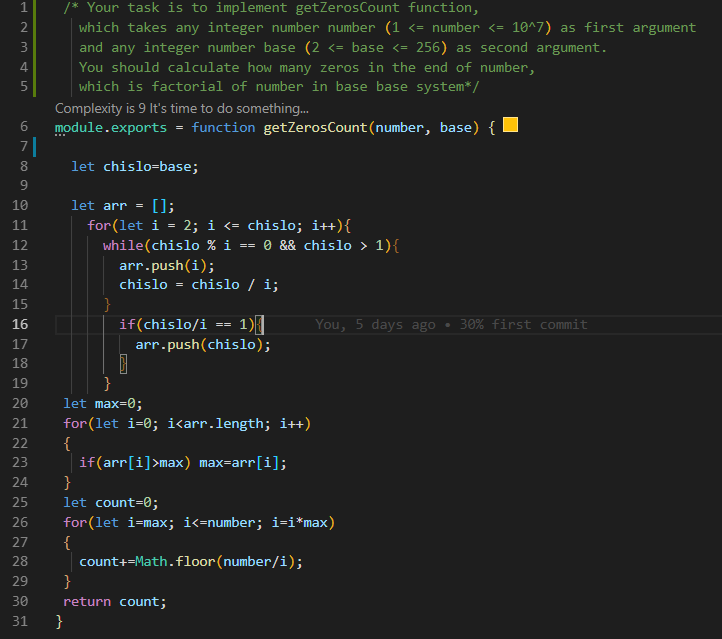 1 /* Your task is to implement getZerosCount function,
2 which takes any integer number number (1 <= number <= 10^7) as first argument
3 and any integer number base (2 <= base <= 256) as second argument.
4 You should calculate how many zeros in the end of number,
5 which is factorial of number in base base system*/
Complexity is 9 It's time to do something...
6 module.exports = function getZerosCount(number, base) {
7
8 let chislo=base;
9
10 let arr = [];
11 for(let i = 2; i <= chislo; i++){
12 while(chislo % i == 0 && chislo > 1){
13 arr.push(i);
14 chislo = chislo / i;
15 }
16 if(chislo/i == 1){ You, 5 days ago • 30% first commit
17 arr.push(chislo);
18 }
19 }
20 let max=0;
21 for(let i=0; i<arr.length; i++)
22 {
23 if(arr[i]>max) max=arr[i];
24 }
25 let count=0;
26 for(let i=max; i<=number; i=i*max)
27 {
28 count+=Math.floor(number/i);
29 }
30 return count;
31 }